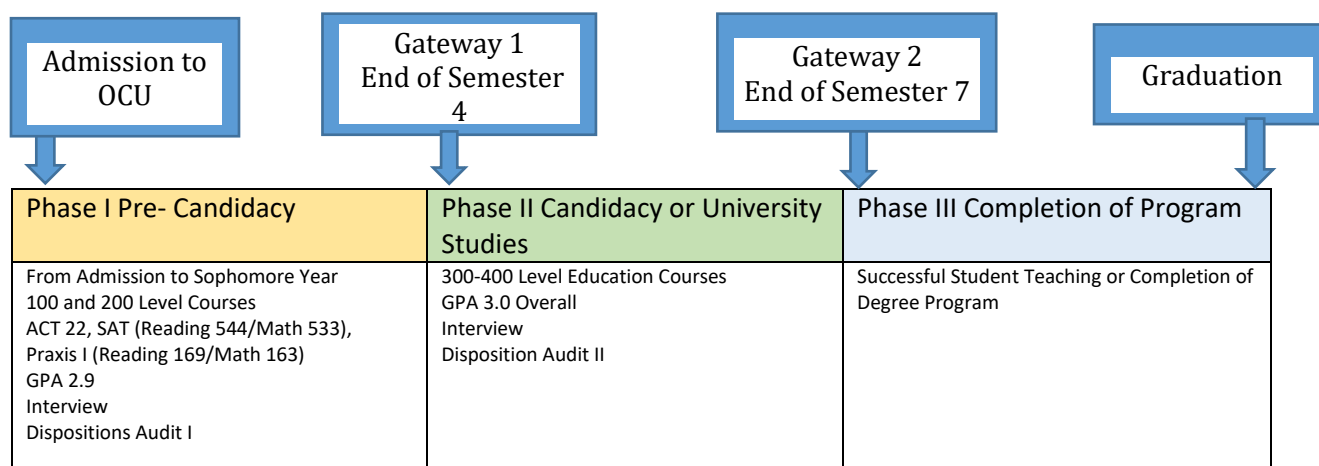 Admission to
OCU
Gateway 1
End of Semester
4
Gateway 2
End of Semester 7
Graduation
Phase I Pre- Candidacy
Phase II Candidacy or University
Studies
Phase III Completion of Program
From Admission to Sophomore Year
100 and 200 Level Courses
ACT 22, SAT (Reading 544/Math 533),
Praxis I (Reading 169/Math 163)
GPA 2.9
Interview
Dispositions Audit I
300-400 Level Education Courses
GPA 3.0 Overall
Interview
Disposition Audit II
Successful Student Teaching or Completion of
Degree Program